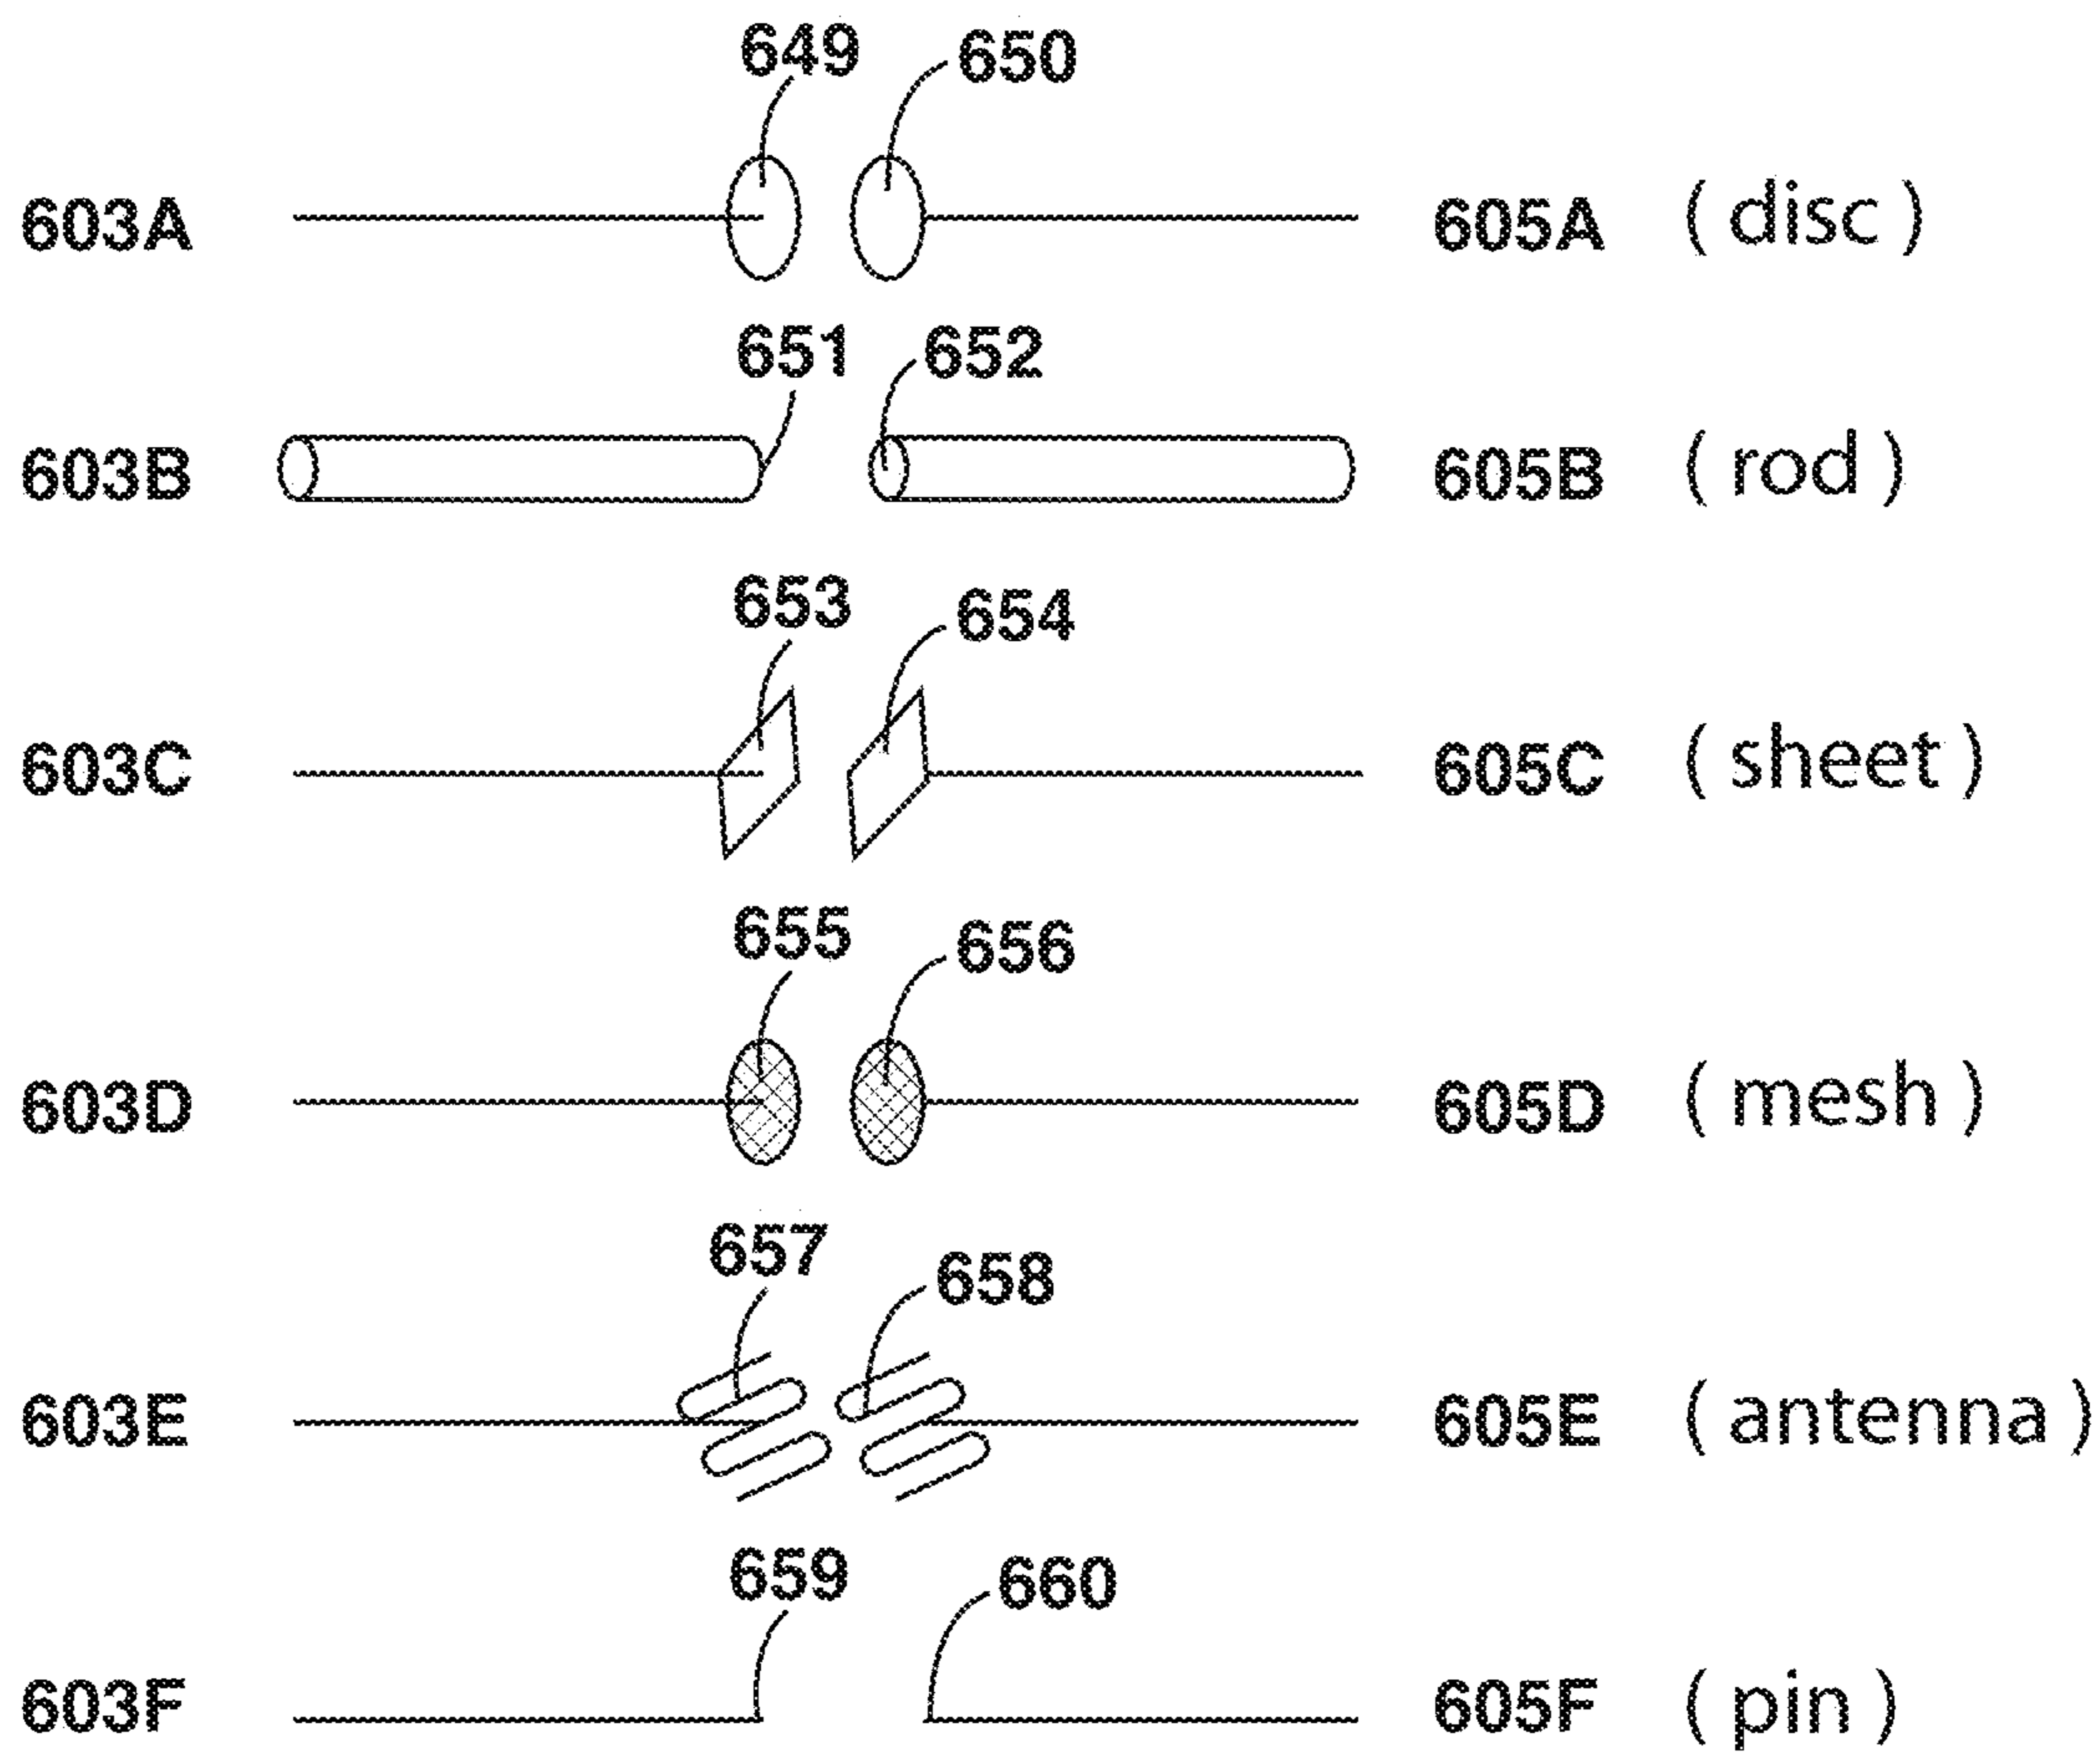 649 650
603A 605A ( disc )
651 652
603B 605B ( rod )
653 654
603C 605C ( sheet )
655 656
603D 605D ( mesh )
657 658
603E 605E ( antenna )
659 660
603F 605F ( pin )